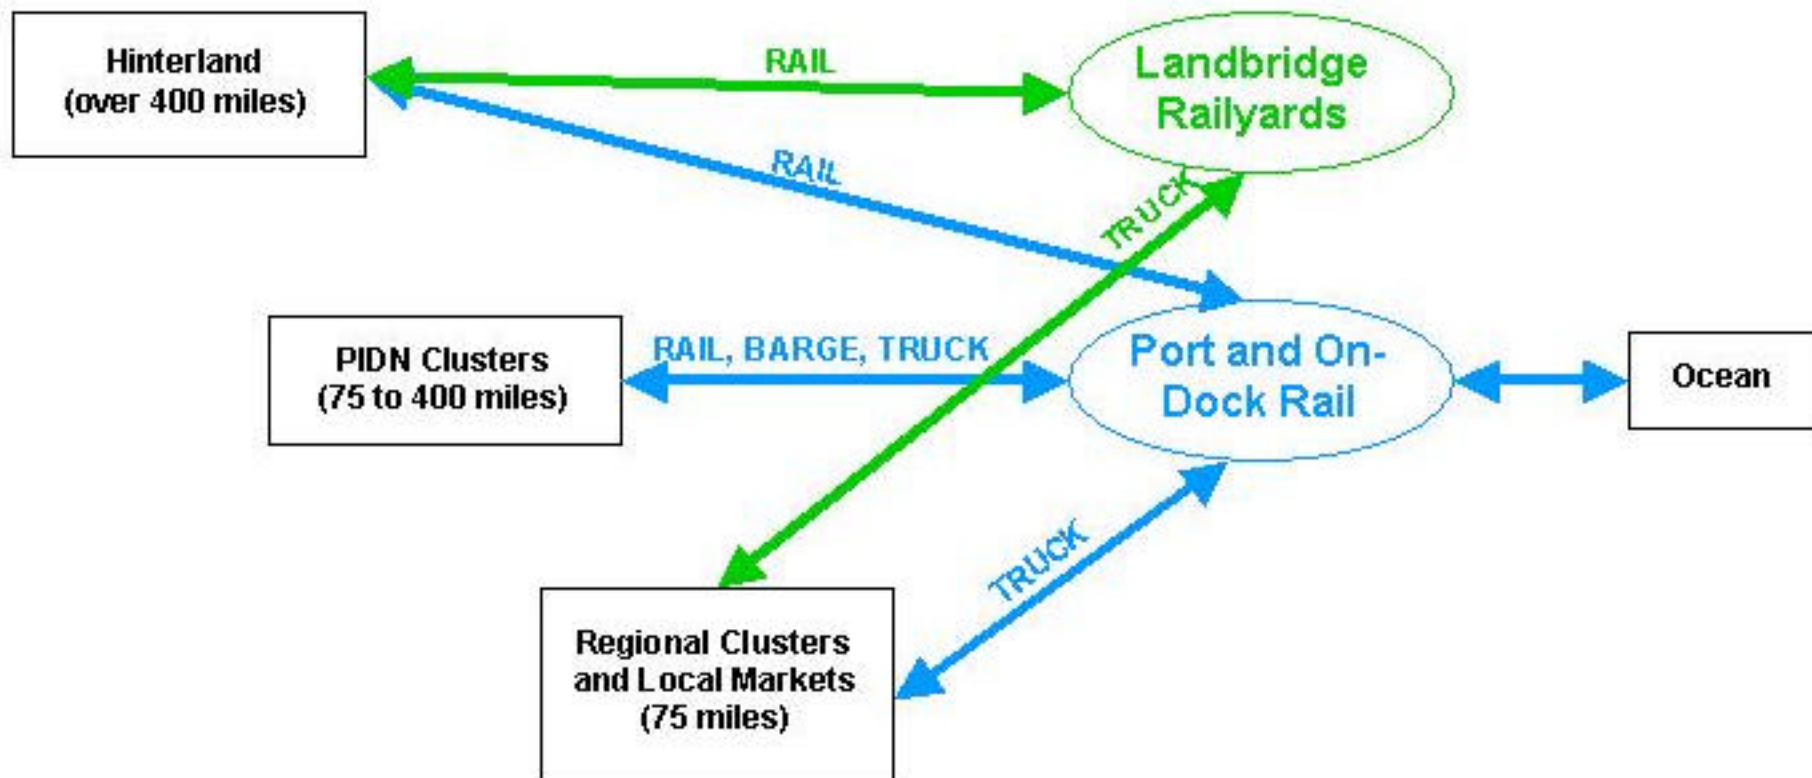 Hinterland
(over 400 miles)
RAIL
Landbridge
Railyards
RAIL
TRUCK
PIDN Clusters
(75 to 400 miles)
RAIL, BARGE, TRUCK
Port and On-
Dock Rail
Ocean
TRUCK
Regional Clusters
and Local Markets
(75 miles)